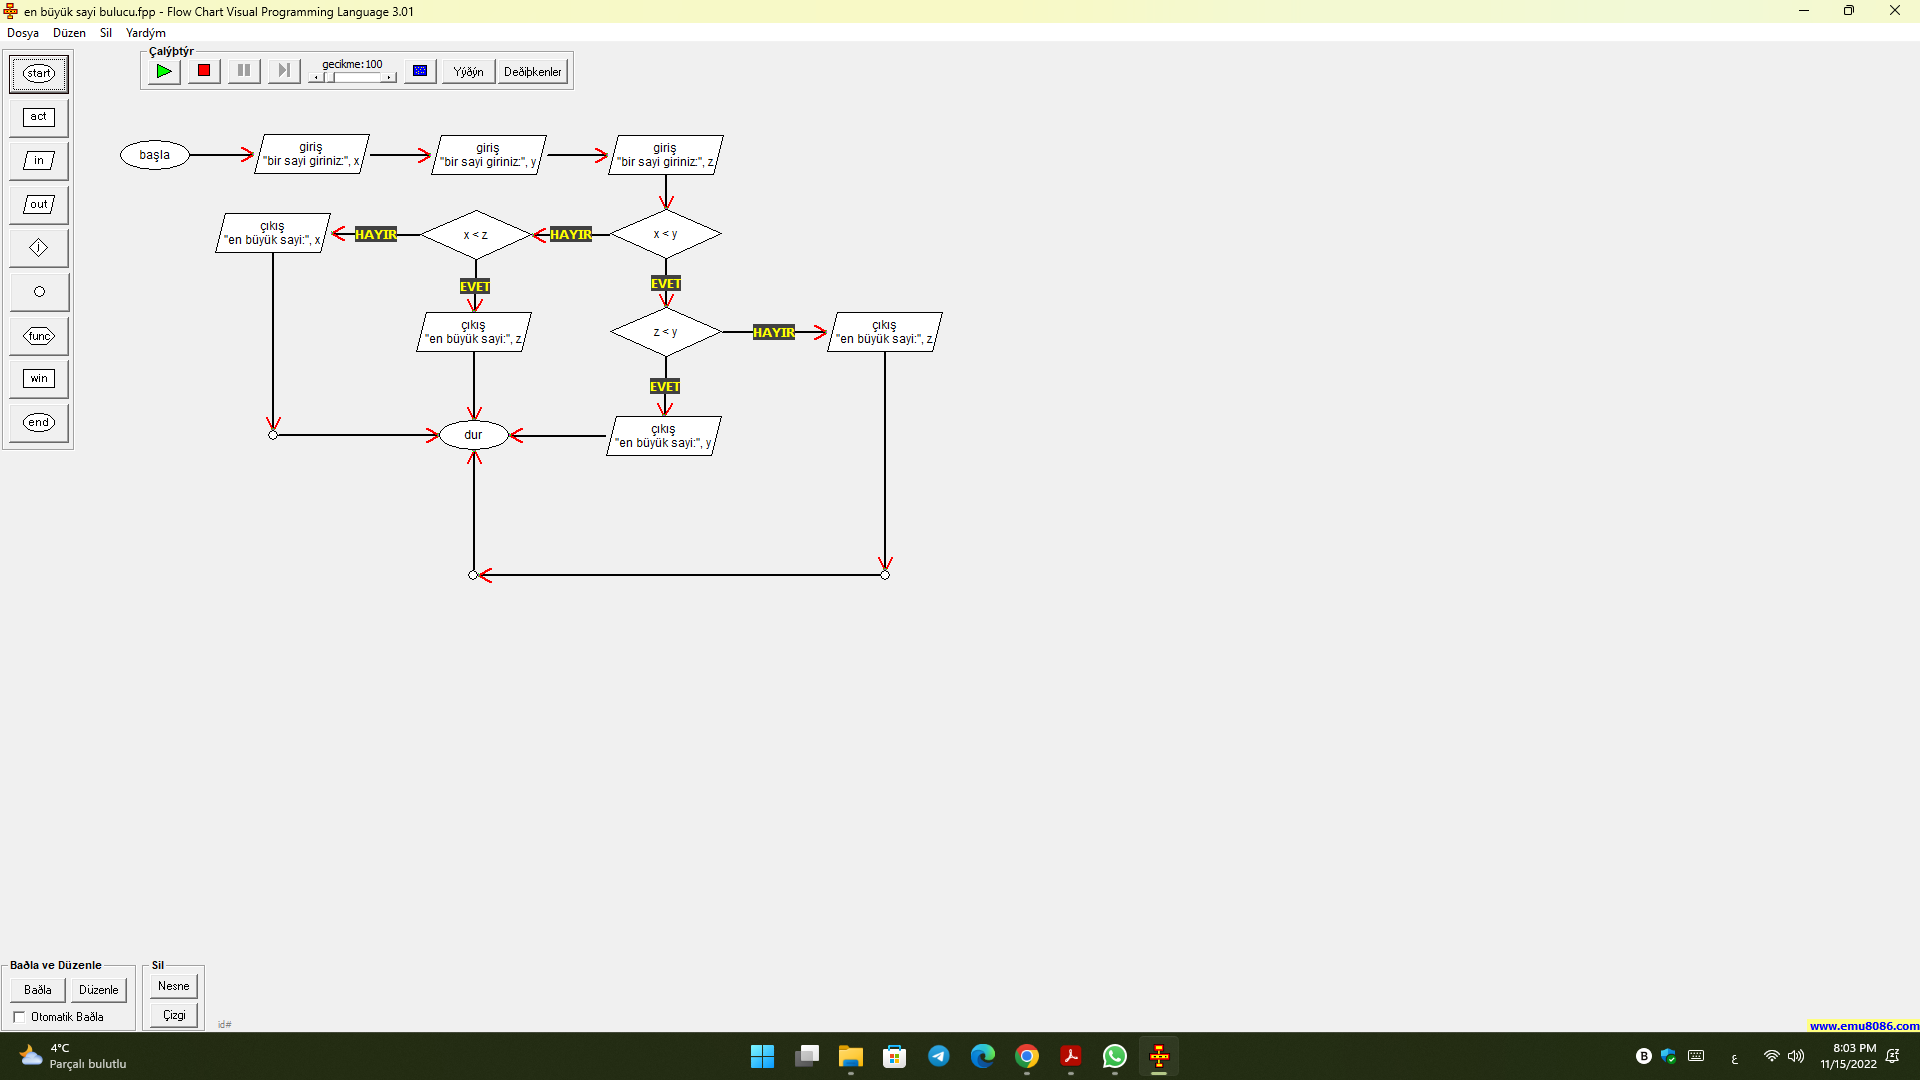 en büyük sayi bulucu.fpp - Flow Chart Visual Programming Language 3.01
Dosya Düzen Sil Yardým
Çalýþtýr
gecikme:100
Yýðýn
Deðiþkenler
start
act
in
out
j
func
win
end
başla
giriş
"bir sayi giriniz:", x
giriş
"bir sayi giriniz:", y
giriş
"bir sayi giriniz:", z
x < y
HAYIR
x < z
HAYIR
çıkış
"en büyük sayi:", x
EVET
EVET
çıkış
"en büyük sayi:", z
z < y
HAYIR
çıkış
"en büyük sayi:", z
EVET
dur
çıkış
"en büyük sayi:", y
Baðla ve Düzenle
Baðla
Düzenle
Otomatik Baðla
Sil
Nesne
Çizgi
id#
www.emu8086.com
4°C
Parçalı bulutlu
B
ع
8:03 PM
11/15/2022